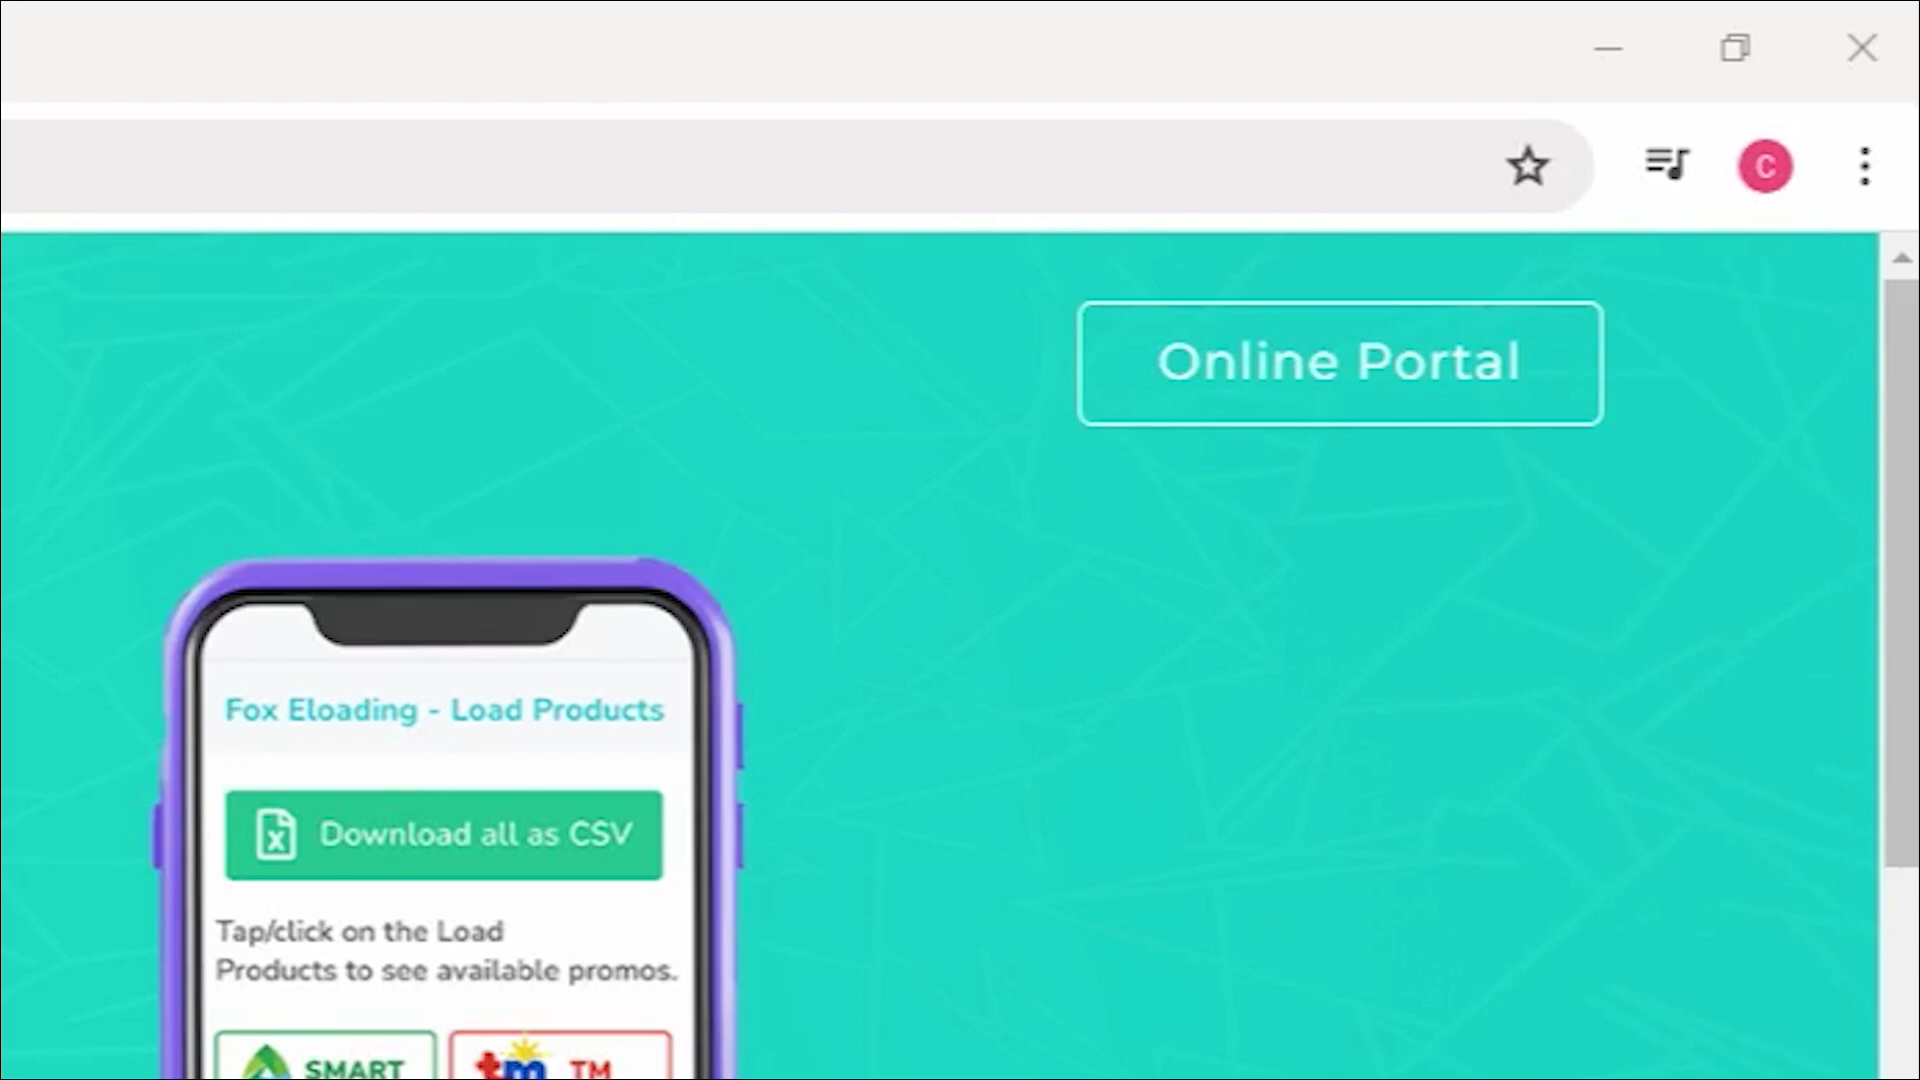 C
Online Portal
Fox Eloading - Load Products
Download all as CSV
Tap/click on the Load
Products to see available promos.
SMART
tm TM